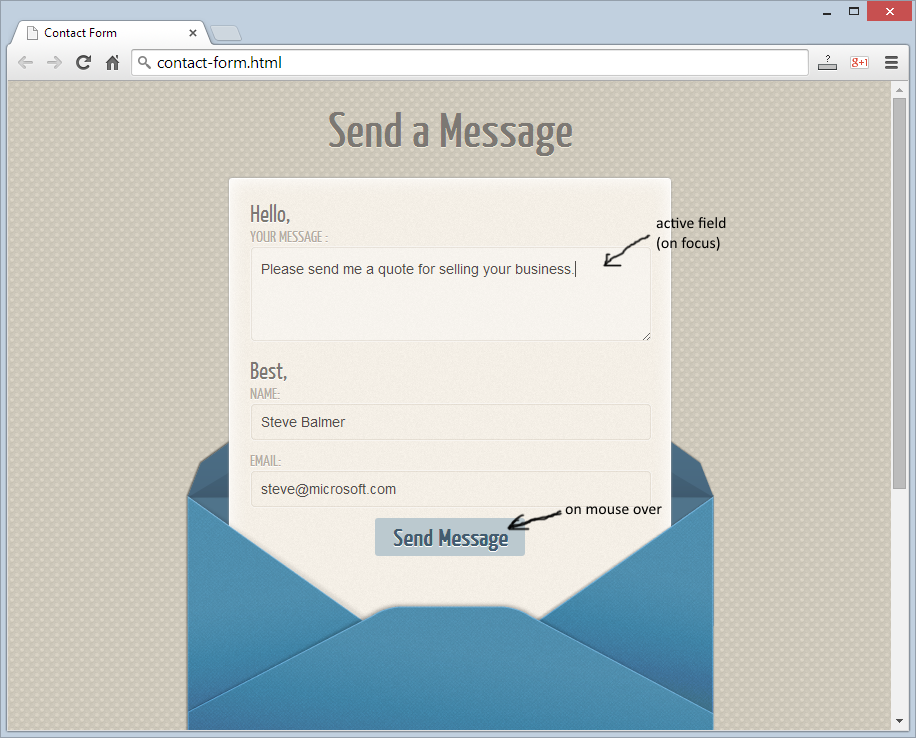 Contact Form
contact-form.html
?
g+1
Send a Message
Hello,
YOUR MESSAGE :
active field
(on focus)
Please send me a quote for selling your business.
Best,
NAME:
Steve Balmer
EMAIL:
steve@microsoft.com
on mouse over
Send Message